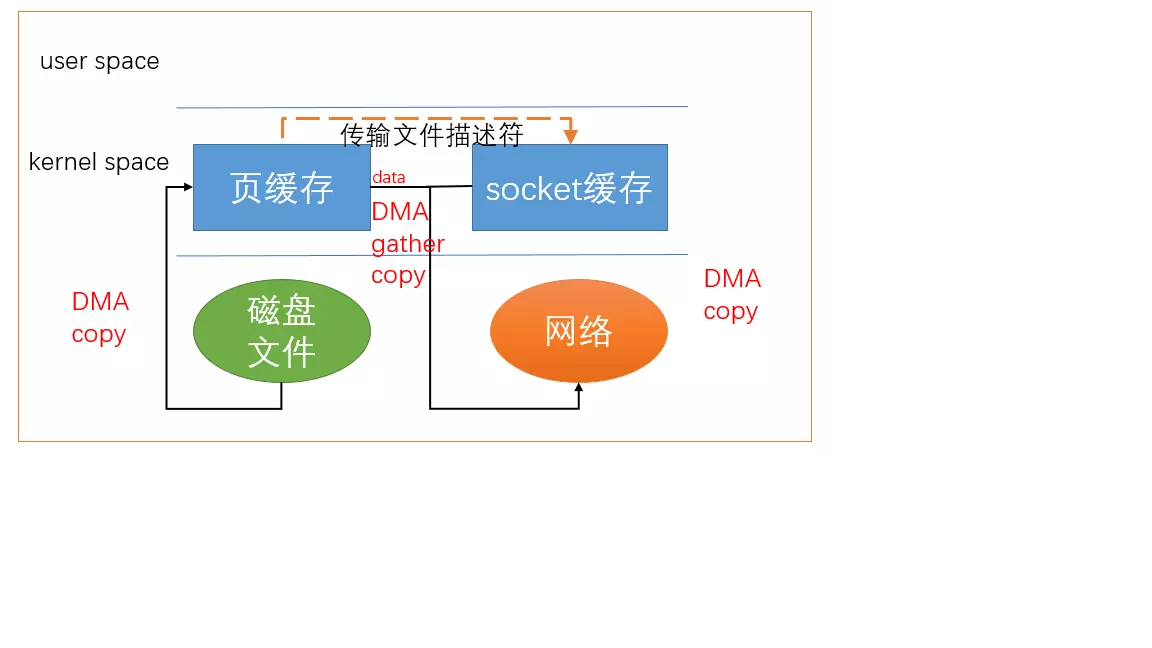 user space
传输文件描述符
kernel space
页缓存
data
socket缓存
DMA
gather
copy
DMA
copy
磁盘
文件
网络
DMA
copy